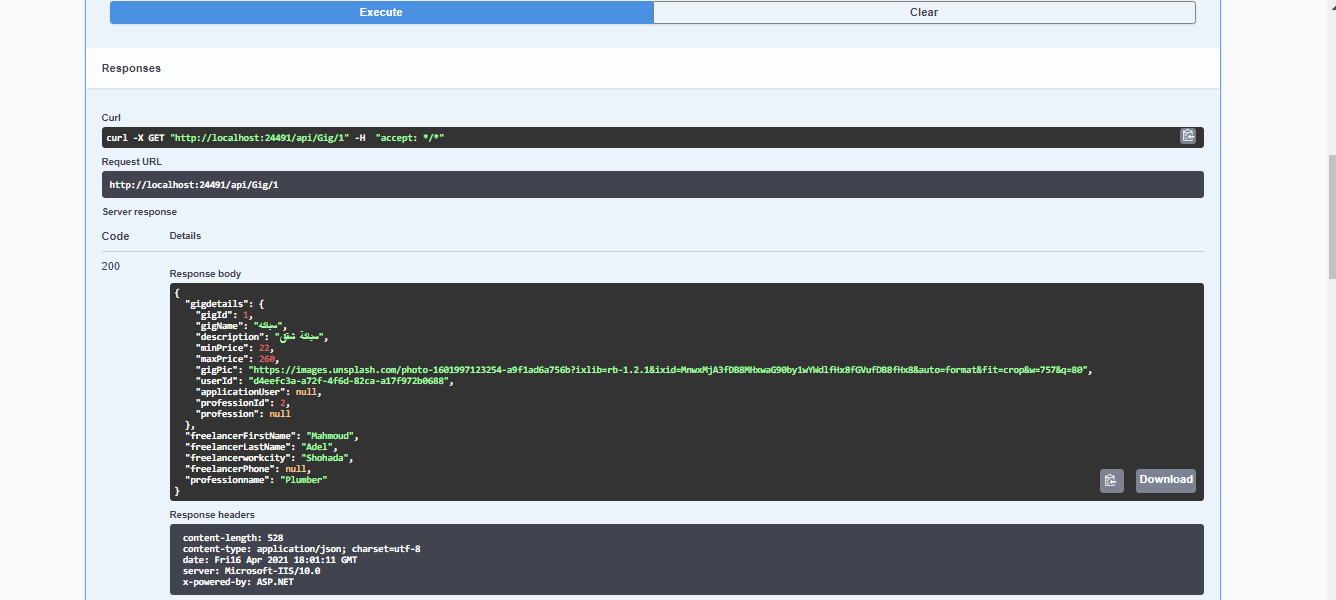 Execute
Clear
Responses
Curl
curl -X GET "http://localhost:24491/api/Gig/1" -H  "accept: */*"
Request URL
http://localhost:24491/api/Gig/1
Server response
Code
Details
200
Response body
{
  "gigdetails": {
    "gigId": 1,
    "gigName": "سباكه",
    "description": "سباكة شقق",
    "minPrice": 22,
    "maxPrice": 260,
    "gigPic": "https://images.unsplash.com/photo-1601997123254-a9f1ad6a756b?ixlib=rb-1.2.1&ixid=MnwxMjA3fDB8MHxwaG90by1wYWdlfHx8fGVufDB8fHx8&auto=format&fit=crop&w=757&q=80",
    "userId": "d4eefc3a-a72f-4f6d-82ca-a17f972b0688",
    "applicationUser": null,
    "professionId": 2,
    "profession": null
  },
  "freelancerFirstName": "Mahmoud",
  "freelancerLastName": "Adel",
  "freelancerworkcity": "Shohada",
  "freelancerPhone": null,
  "professionname": "Plumber"
}
Download
Response headers
content-length: 528
content-type: application/json; charset=utf-8
date: Fri16 Apr 2021 18:01:11 GMT
server: Microsoft-IIS/10.0
x-powered-by: ASP.NET